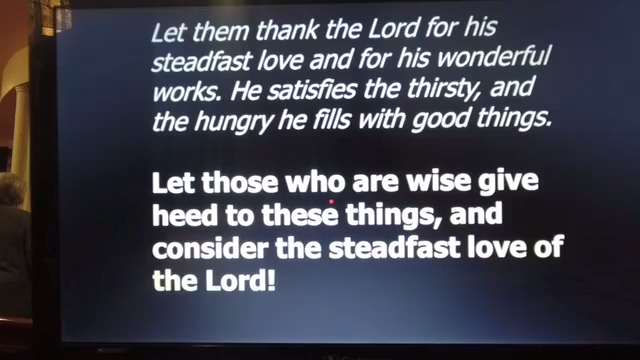 Let them thank the Lord for his
steadfast love and for his wonderful
works. He satisfies the thirsty, and
the hungry he fills with good things.
Let those who are wise give
heed to these things, and
consider the steadfast love of
the Lord!